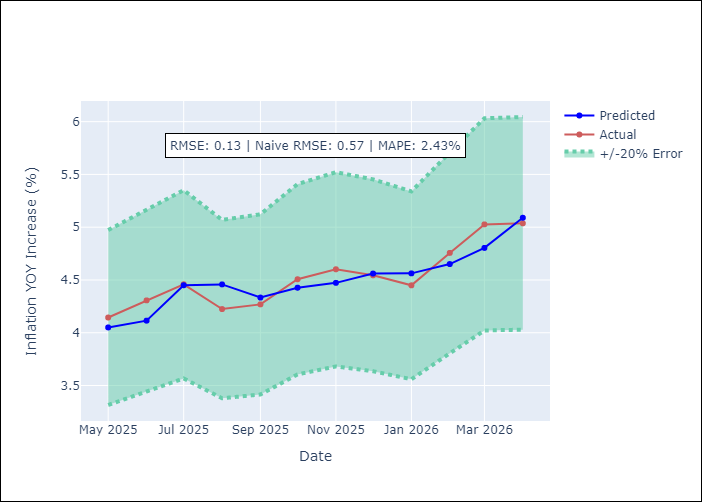 RMSE: 0.13 | Naive RMSE: 0.57 | MAPE: 2.43%
Predicted
Actual
+/-20% Error
6
5.5
5
4.5
4
3.5
Inflation YOY Increase (%)
May 2025 Jul 2025 Sep 2025 Nov 2025 Jan 2026 Mar 2026
Date